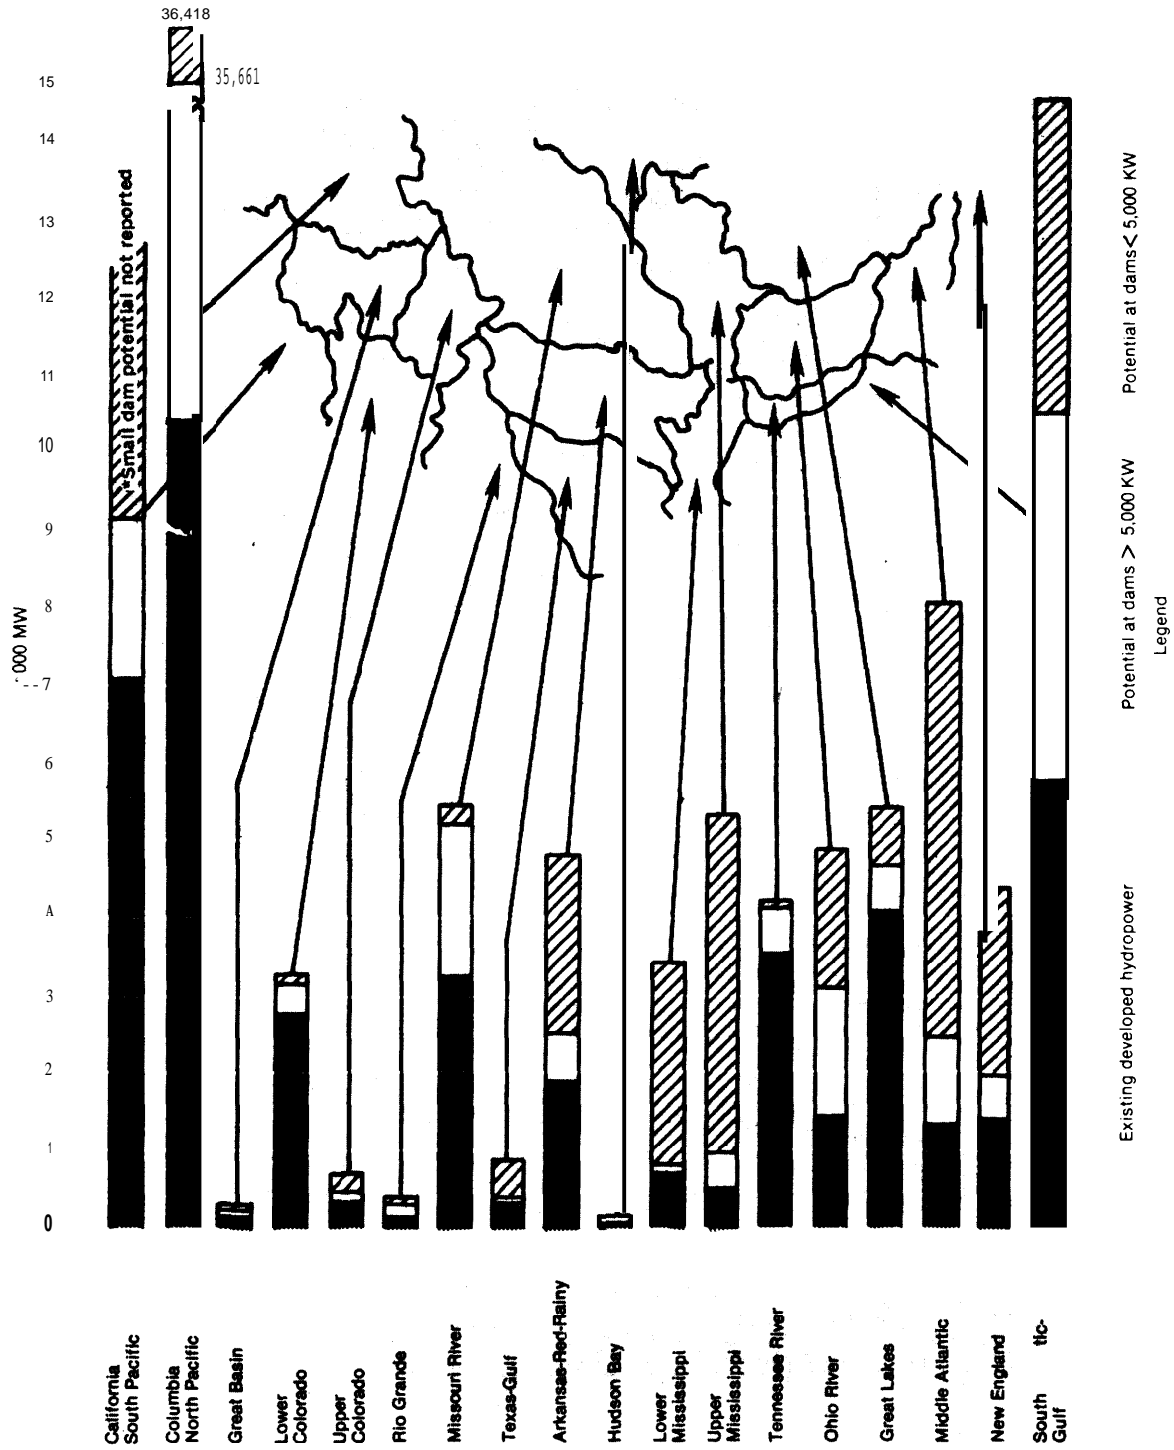 36,418
35,661
15
14
13
12
11
10
9
8
--7
6
5
A
3
2
1
0
'000 MW
*Small dam potential not reported
California
South Pacific
Columbia
North Pacific
Great Basin
Lower
Colorado
Upper
Colorado
Rio Grande
Missouri River
Texas-Gulf
Arkansas-Red-Rainy
Hudson Bay
Lower
Mississippi
Upper
Mississippi
Tennessee River
Ohio River
Great Lakes
Middle Atlantic
New England
South tic-
Gulf
Existing developed hydropower
Potential at dams > 5,000 KW
Potential at dams< 5,000 KW
Legend